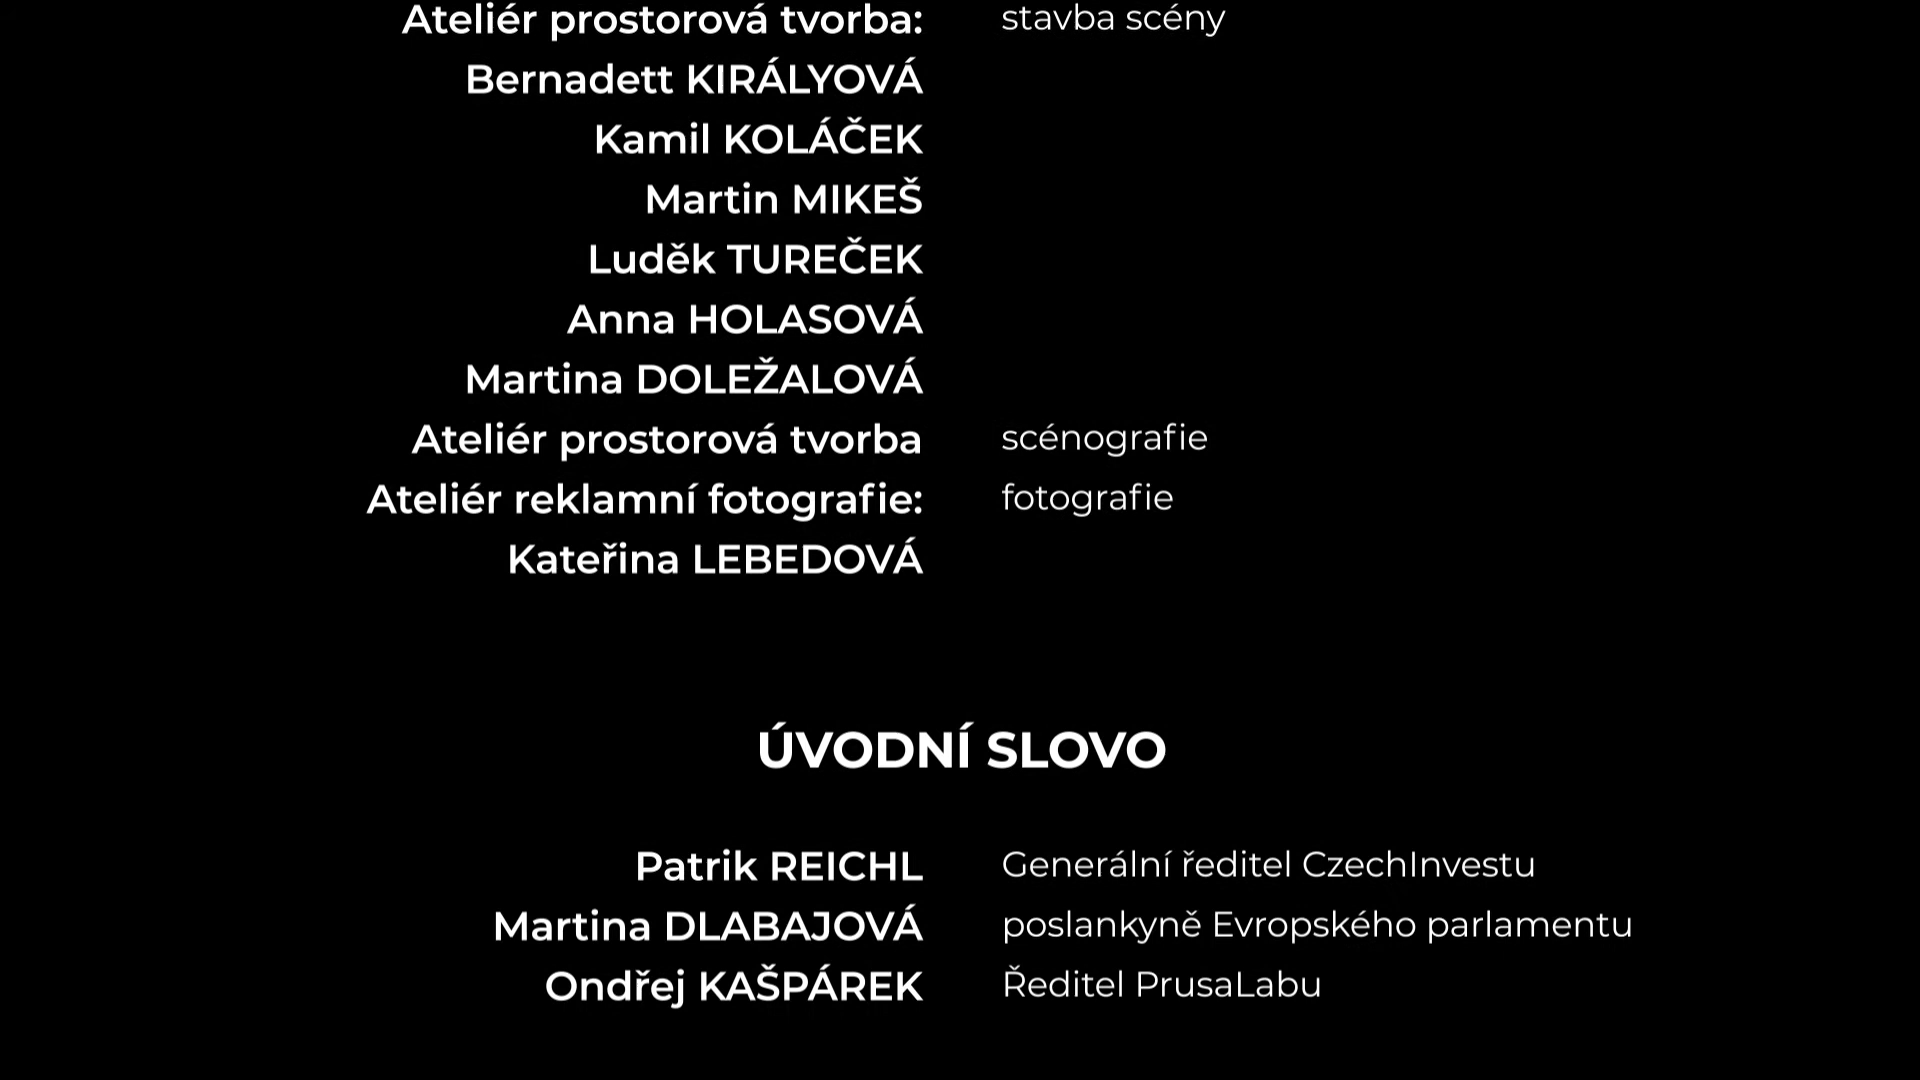 Ateliér prostorová tvorba: stavba scény
Bernadett KIRÁLYOVÁ
Kamil KOLÁČEK
Martin MIKEŠ
Luděk TUREČEK
Anna HOLASOVÁ
Martina DOLEŽALOVÁ
Ateliér prostorová tvorba scénografie
Ateliér reklamní fotografie: fotografie
Kateřina LEBEDOVÁ
ÚVODNÍ SLOVO
Patrik REICHL Generální ředitel CzechInvestu
Martina DLABAJOVÁ poslankyně Evropského parlamentu
Ondřej KAŠPÁREK Ředitel PrusaLabu